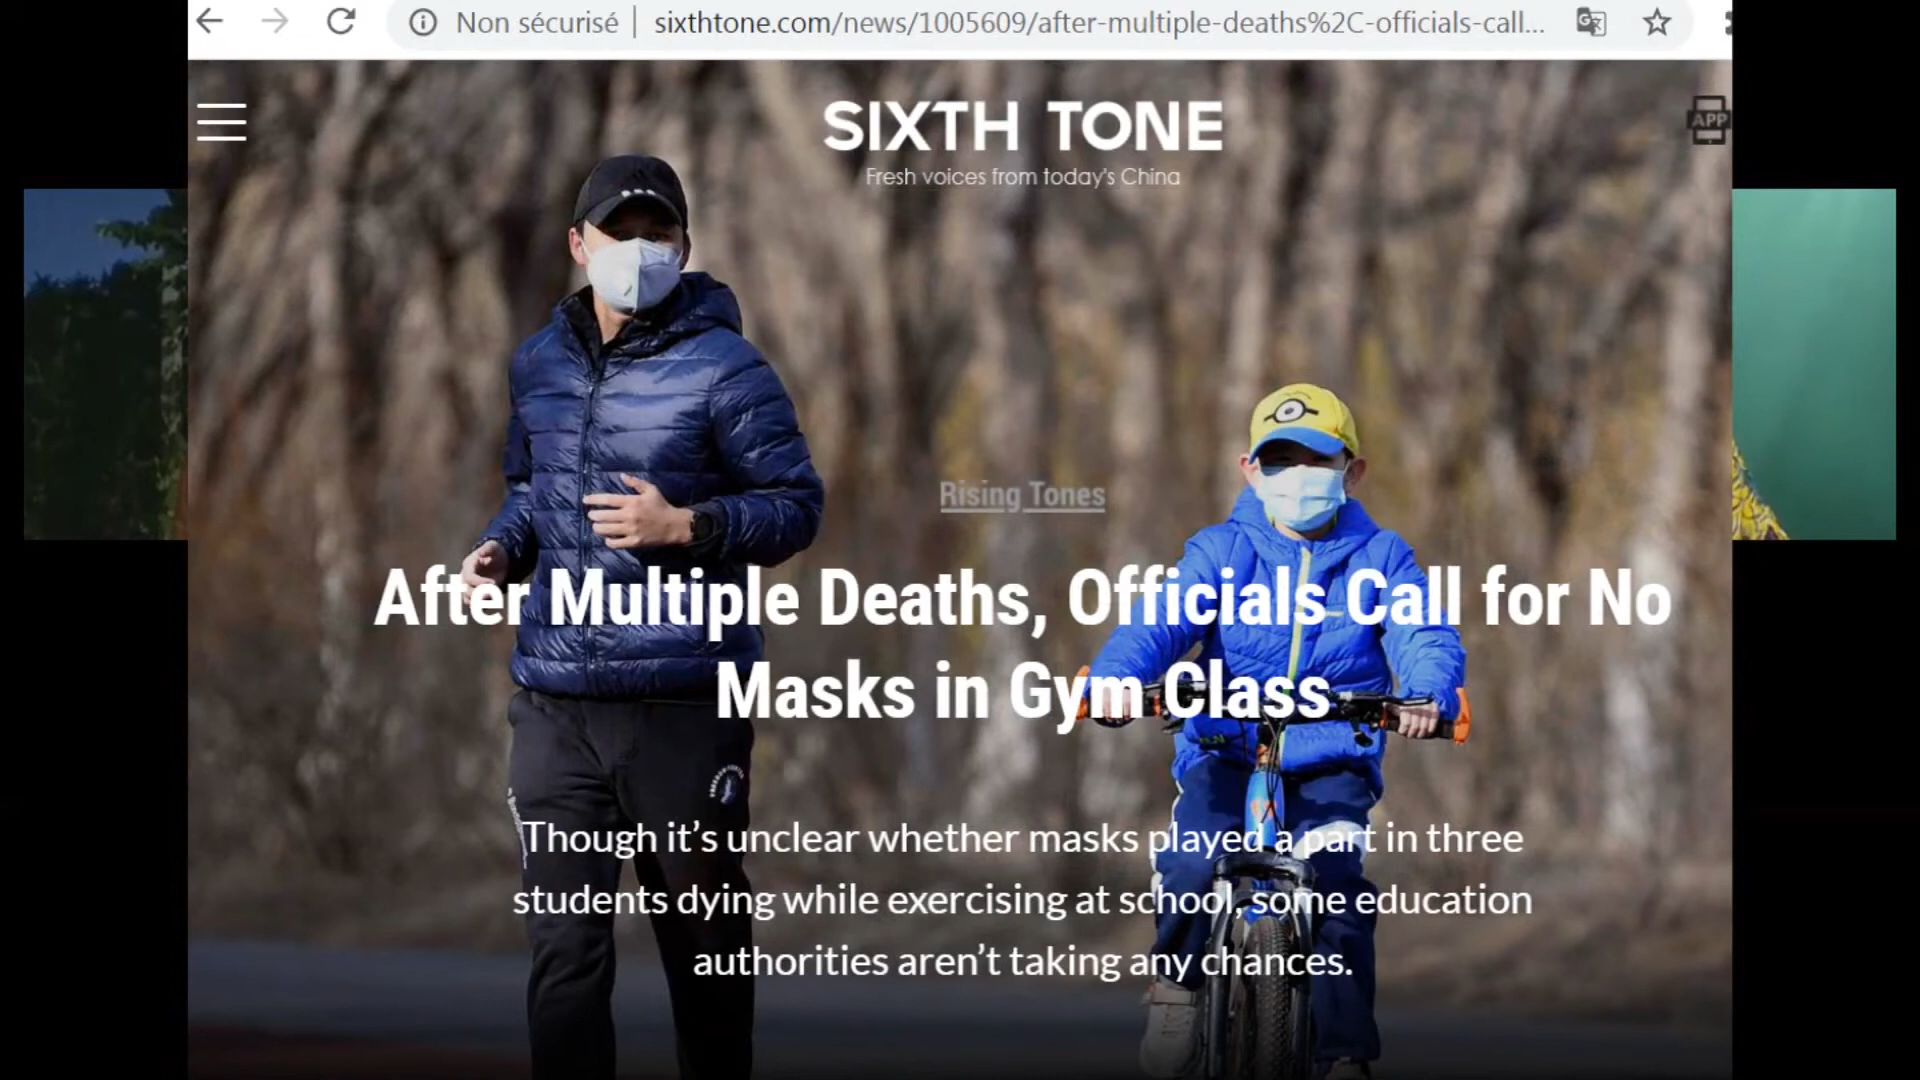 Non sécurisé | sixthtone.com/news/1005609/after-multiple-deaths%2C-officials-call...
SIXTH TONE
APP
Fresh voices from today's China
Rising Tones
After Multiple Deaths, Officials Call for No
Masks in Gym Class
Though it's unclear whether masks played a part in three
students dying while exercising at school, some education
authorities aren't taking any chances.